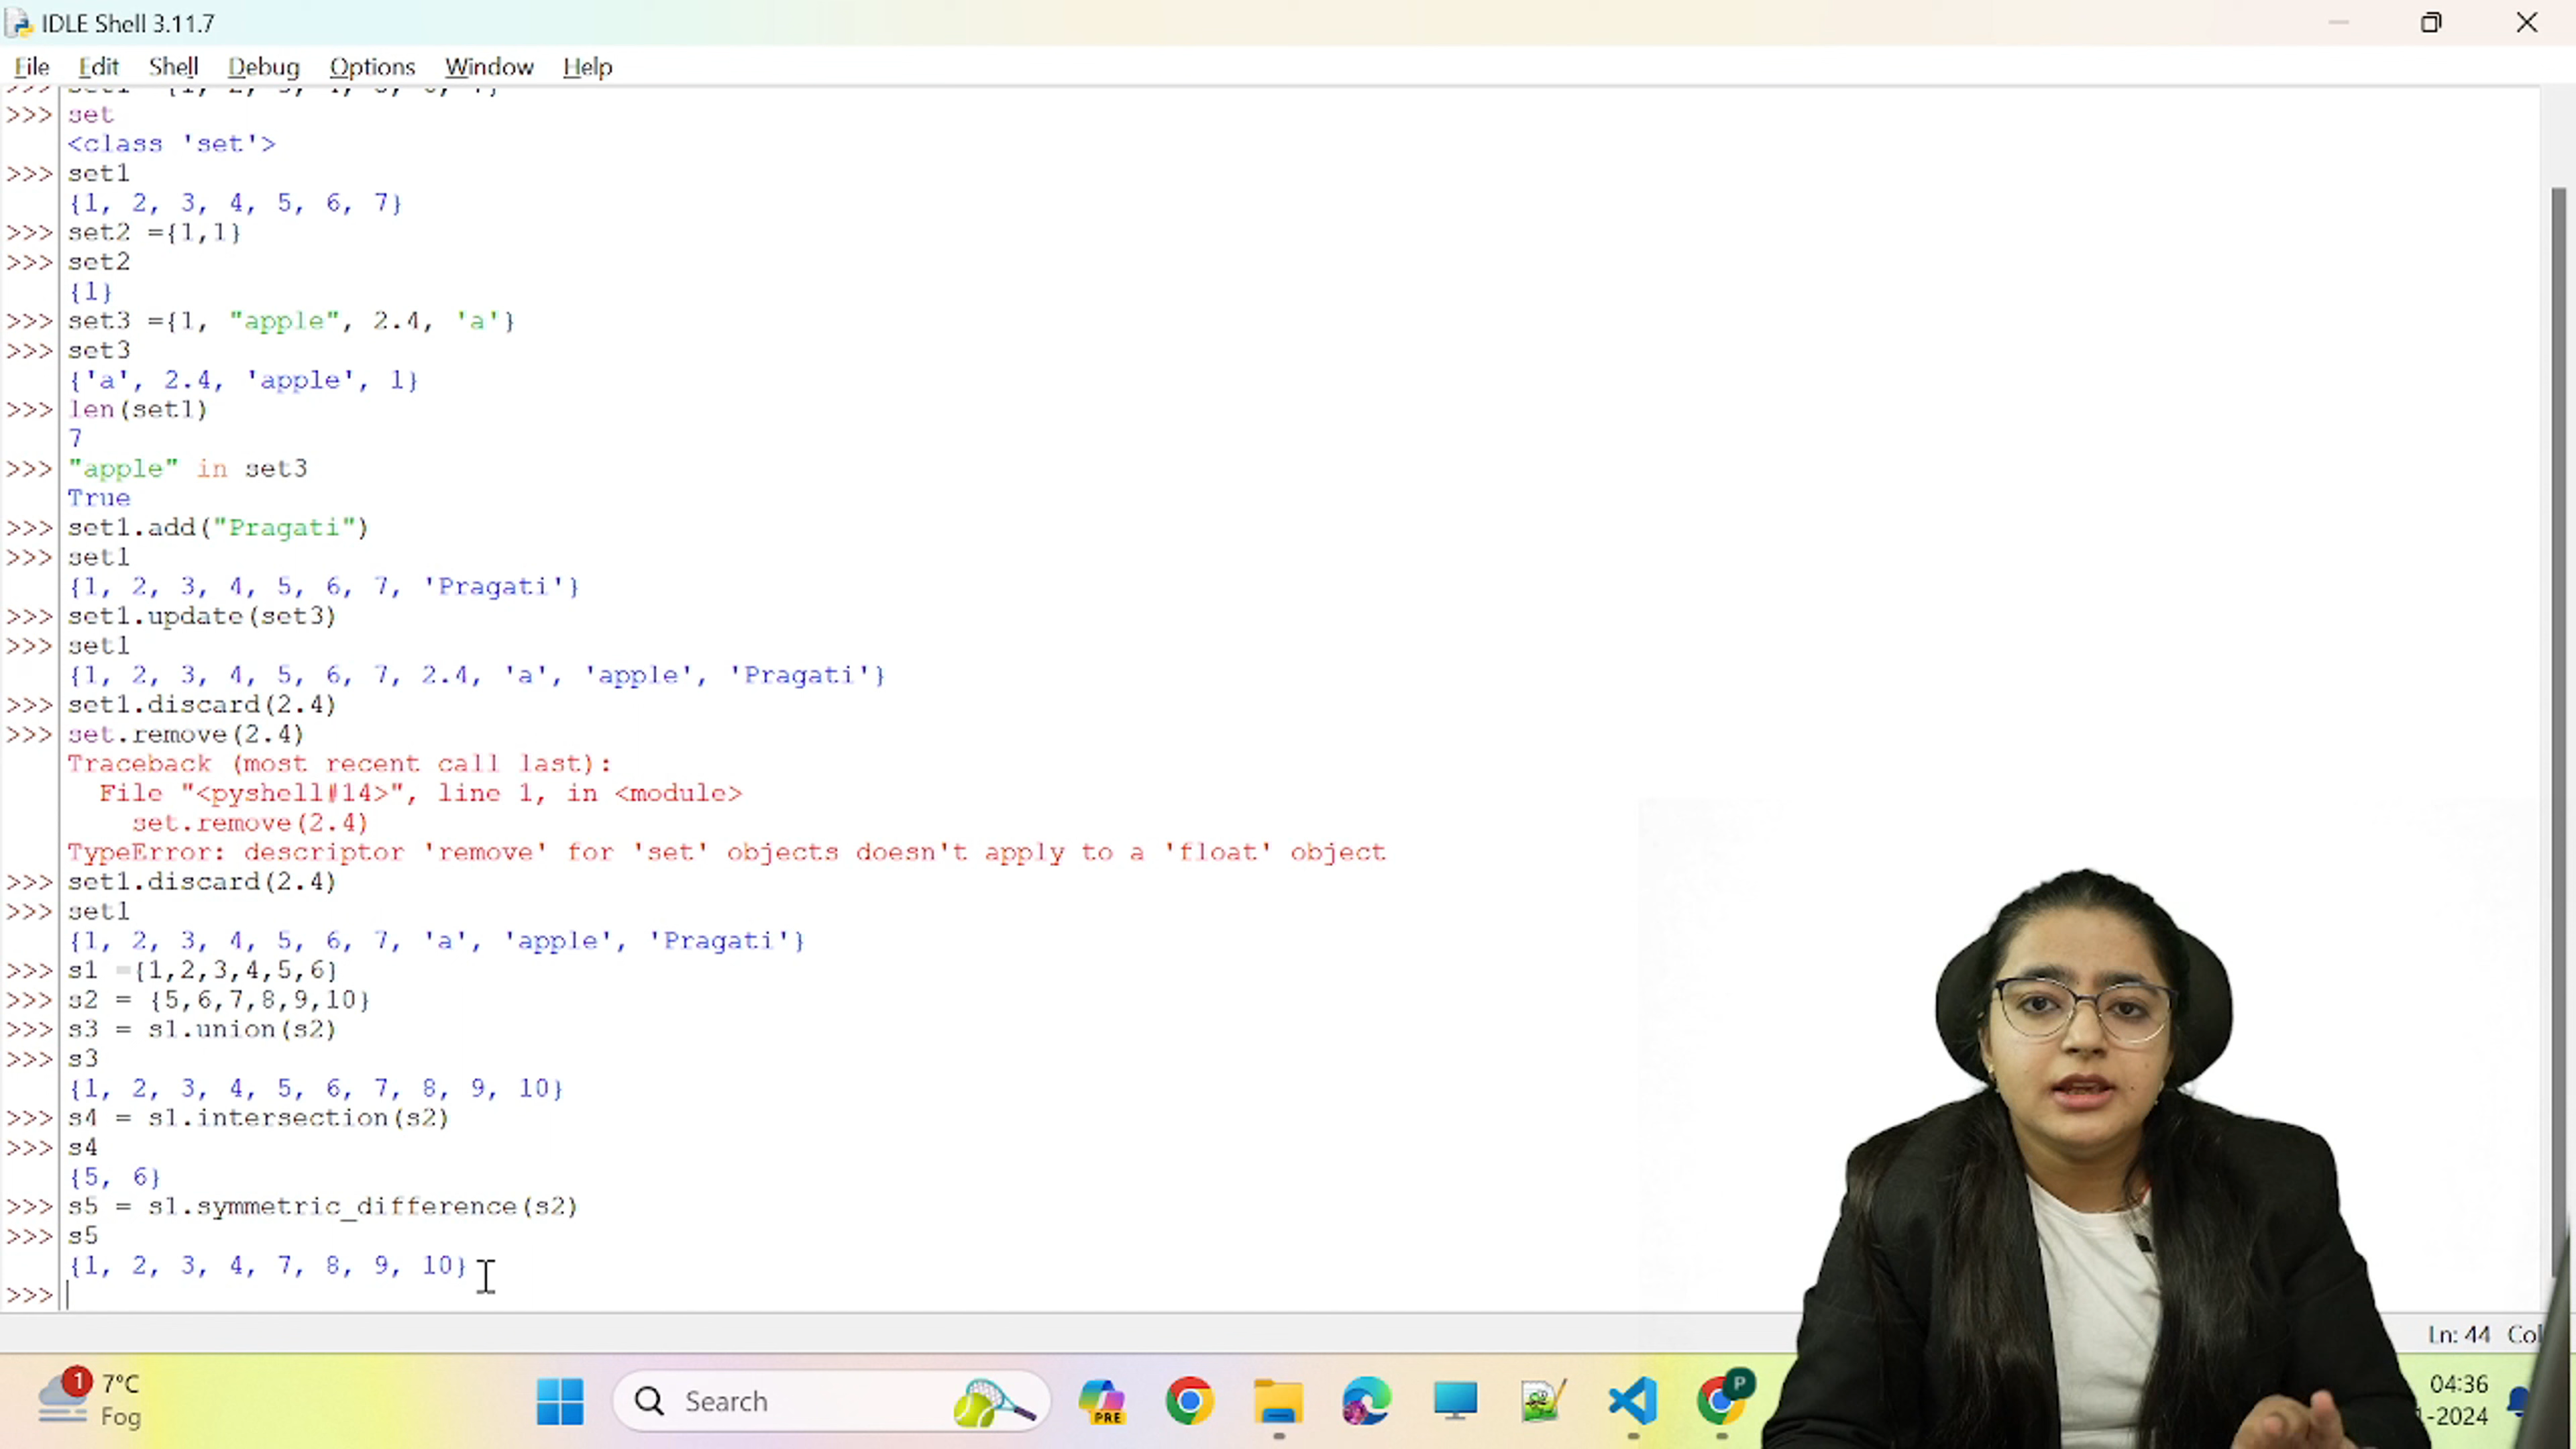 IDLE Shell 3.11.7
File Edit Shell Debug Options Window Help
>>> set
<class 'set'>
>>> set1
{1, 2, 3, 4, 5, 6, 7}
>>> set2 ={1,1}
>>> set2
{1}
>>> set3 ={1, "apple", 2.4, 'a'}
>>> set3
{'a', 2.4, 'apple', 1}
>>> len(set1)
7
>>> "apple" in set3
True
>>> set1.add("Pragati")
>>> set1
{1, 2, 3, 4, 5, 6, 7, 'Pragati'}
>>> set1.update(set3)
>>> set1
{1, 2, 3, 4, 5, 6, 7, 2.4, 'a', 'apple', 'Pragati'}
>>> set1.discard(2.4)
>>> set.remove(2.4)
Traceback (most recent call last):
File "<pyshell#14>", line 1, in <module>
set.remove(2.4)
TypeError: descriptor 'remove' for 'set' objects doesn't apply to a 'float' object
>>> set1.discard(2.4)
>>> set1
{1, 2, 3, 4, 5, 6, 7, 'a', 'apple', 'Pragati'}
>>> s1 ={1,2,3,4,5,6}
>>> s2 = {5,6,7,8,9,10}
>>> s3 = s1.union(s2)
>>> s3
{1, 2, 3, 4, 5, 6, 7, 8, 9, 10}
>>> s4 = s1.intersection(s2)
>>> s4
{5, 6}
>>> s5 = s1.symmetric_difference(s2)
>>> s5
{1, 2, 3, 4, 7, 8, 9, 10}
>>>
Ln: 44 Col
1 7°C
Fog
Search
PRE
P
04:36
-2024